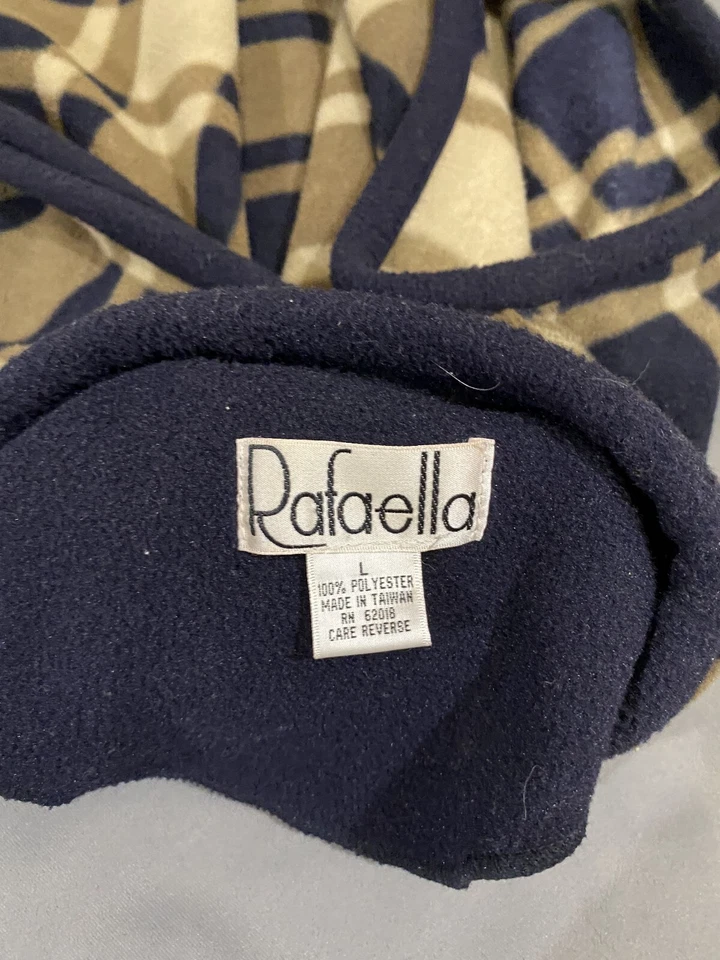 Rafaella
L
100% POLYESTER
MADE IN TAIWAN
RN 62018
CARE REVERSE